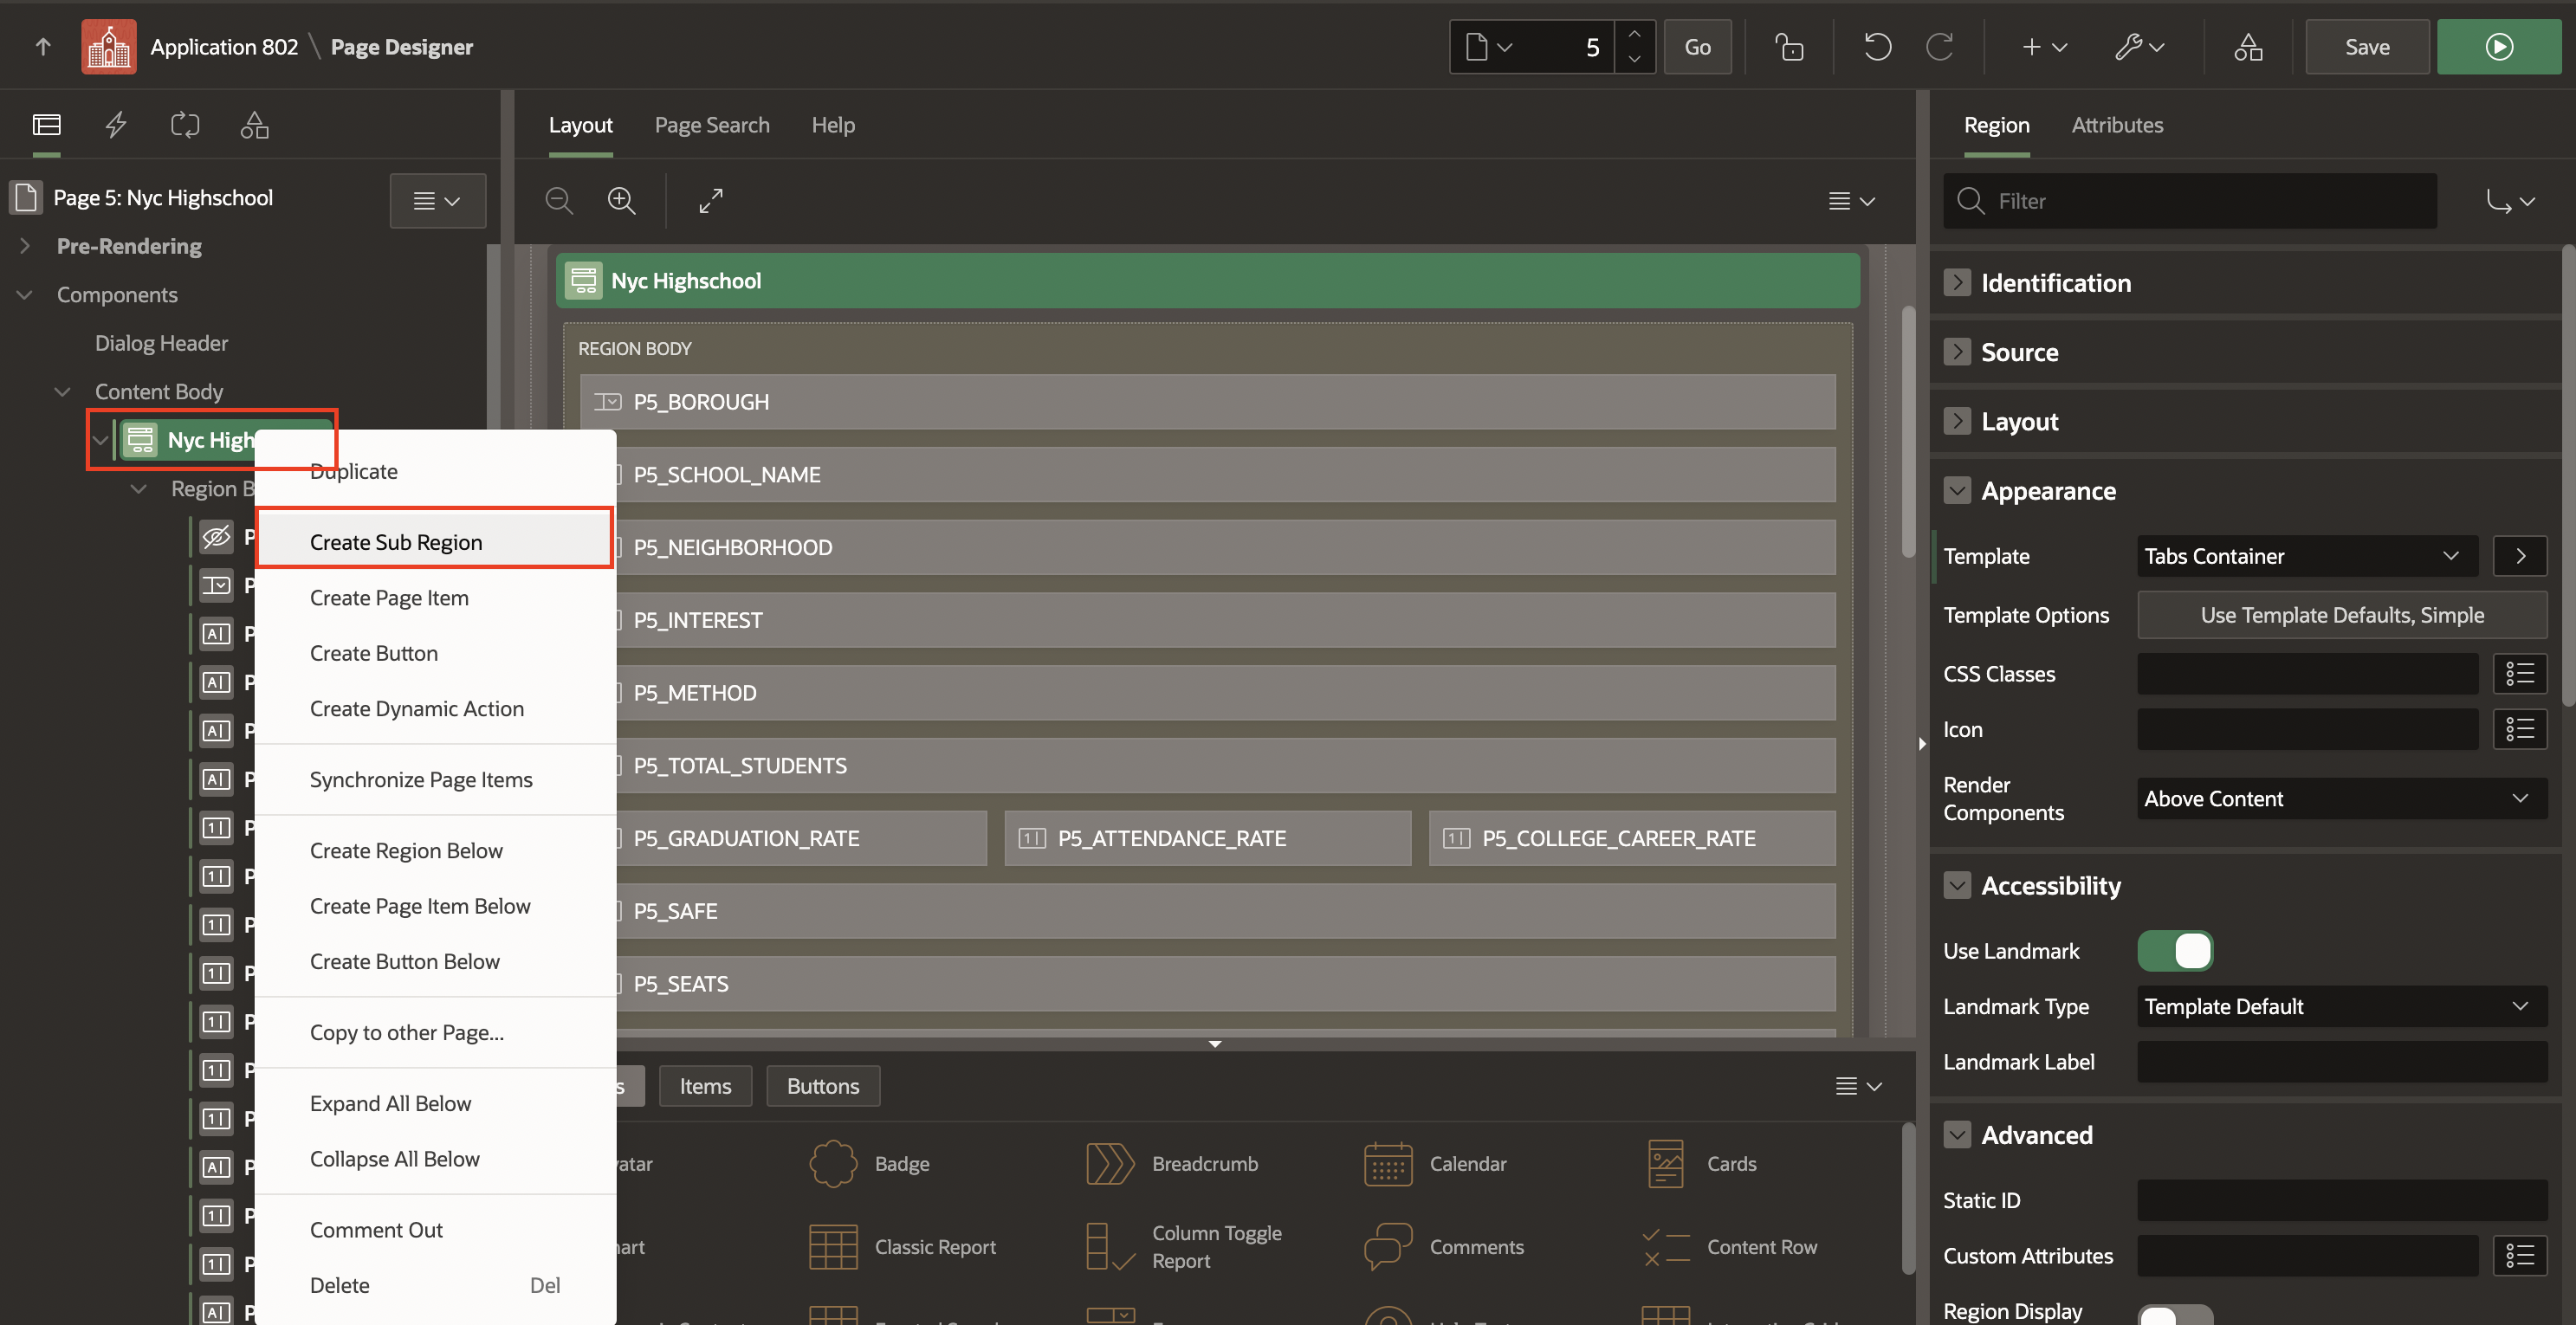 Application 802 \ Page Designer
5
Go
Save
Layout
Page Search
Help
Region
Attributes
Page 5: Nyc Highschool
Filter
Pre-Rendering
Components
Dialog Header
Content Body
Nyc High
Region B
Duplicate
Create Sub Region
Create Page Item
Create Button
Create Dynamic Action
Synchronize Page Items
Create Region Below
Create Page Item Below
Create Button Below
Copy to other Page...
Expand All Below
Collapse All Below
Comment Out
Delete Del
Nyc Highschool
REGION BODY
P5_BOROUGH
P5_SCHOOL_NAME
P5_NEIGHBORHOOD
P5_INTEREST
P5_METHOD
P5_TOTAL_STUDENTS
P5_GRADUATION_RATE
P5_ATTENDANCE_RATE
P5_COLLEGE_CAREER_RATE
P5_SAFE
P5_SEATS
Items
Buttons
Badge
Breadcrumb
Calendar
Cards
Classic Report
Column Toggle
Report
Comments
Content Row
Identification
Source
Layout
Appearance
Template
Tabs Container
Template Options
Use Template Defaults, Simple
CSS Classes
Icon
Render
Components
Above Content
Accessibility
Use Landmark
Landmark Type
Template Default
Landmark Label
Advanced
Static ID
Custom Attributes
Region Display